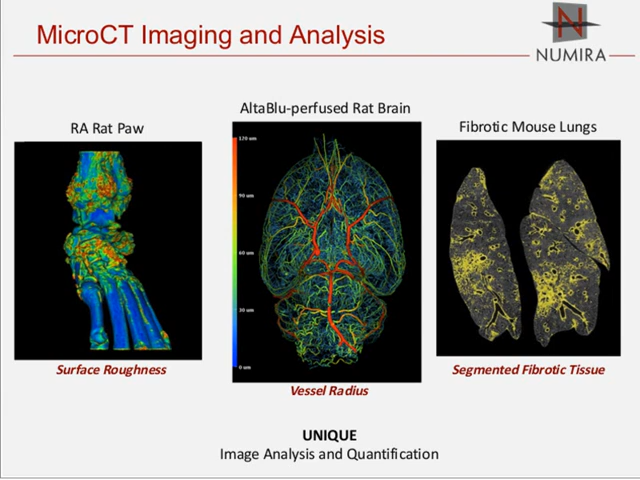 MicroCT Imaging and Analysis
NUMIRA
RA Rat Paw
AltaBlu-perfused Rat Brain
Fibrotic Mouse Lungs
120 um
90 um
60 um
30 um
0 um
Surface Roughness
Vessel Radius
Segmented Fibrotic Tissue
UNIQUE
Image Analysis and Quantification